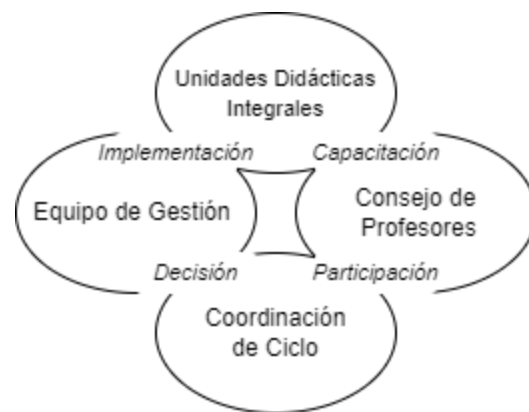 Unidades Didácticas
Integrales
Implementación
Capacitación
Equipo de Gestión
Consejo de
Profesores
Decisión
Participación
Coordinación
de Ciclo